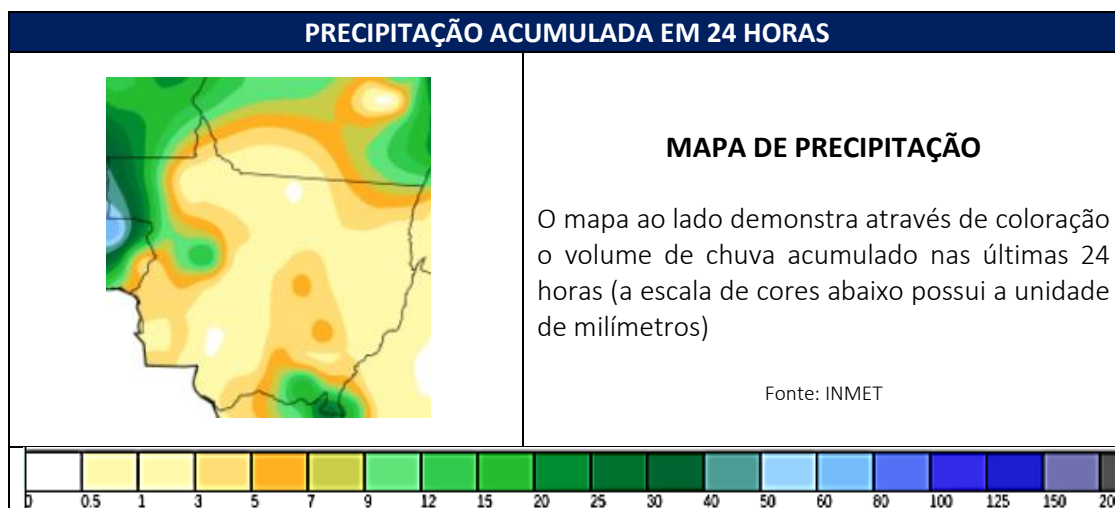 PRECIPITAÇÃO ACUMULADA EM 24 HORAS
MAPA DE PRECIPITAÇÃO
O mapa ao lado demonstra através de coloração
o volume de chuva acumulado nas últimas 24
horas (a escala de cores abaixo possui a unidade
de milímetros)
Fonte: INMET
0 0.5 1 3 5 7 9 12 15 20 25 30 40 50 60 80 100 125 150